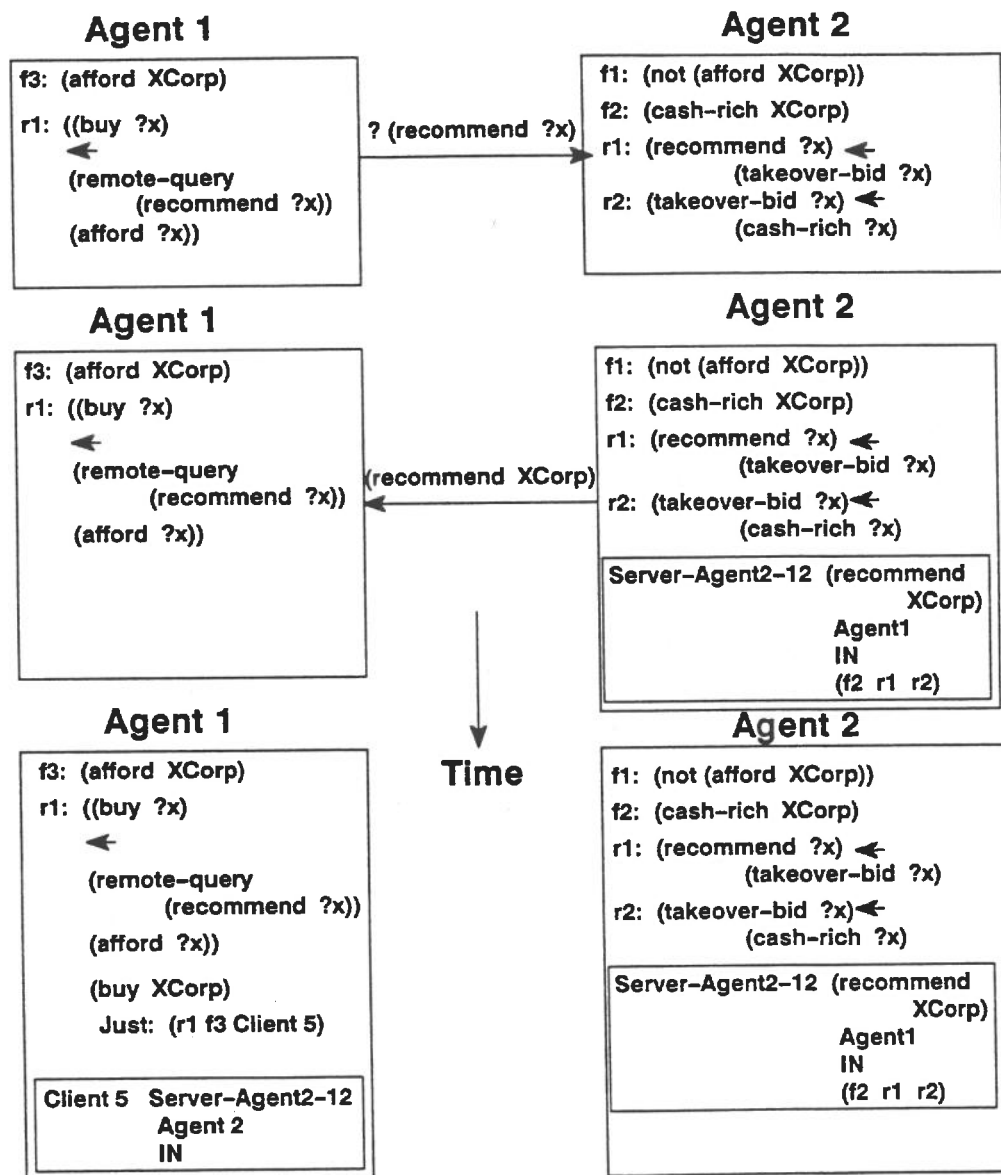 Agent 1
f3: (afford XCorp)
r1: ((buy ?x)
(remote-query
(recommend ?x))
(afford ?x))
? (recommend ?x)
Agent 2
f1: (not (afford XCorp))
f2: (cash-rich XCorp)
r1: (recommend ?x)
(takeover-bid ?x)
r2: (takeover-bid ?x)
(cash-rich ?x)
Agent 1
f3: (afford XCorp)
r1: ((buy ?x)
(remote-query
(recommend ?x))
(afford ?x))
(recommend XCorp)
Agent 2
f1: (not (afford XCorp))
f2: (cash-rich XCorp)
r1: (recommend ?x)
(takeover-bid ?x)
r2: (takeover-bid ?x)
(cash-rich ?x)
Server-Agent2-12 (recommend
XCorp)
Agent1
IN
(f2 r1 r2)
Time
Agent 1
f3: (afford XCorp)
r1: ((buy ?x)
(remote-query
(recommend ?x))
(afford ?x))
(buy XCorp)
Just: (r1 f3 Client 5)
Client 5 Server-Agent2-12
Agent 2
IN
Agent 2
f1: (not (afford XCorp))
f2: (cash-rich XCorp)
r1: (recommend ?x)
(takeover-bid ?x)
r2: (takeover-bid ?x)
(cash-rich ?x)
Server-Agent2-12 (recommend
XCorp)
Agent1
IN
(f2 r1 r2)